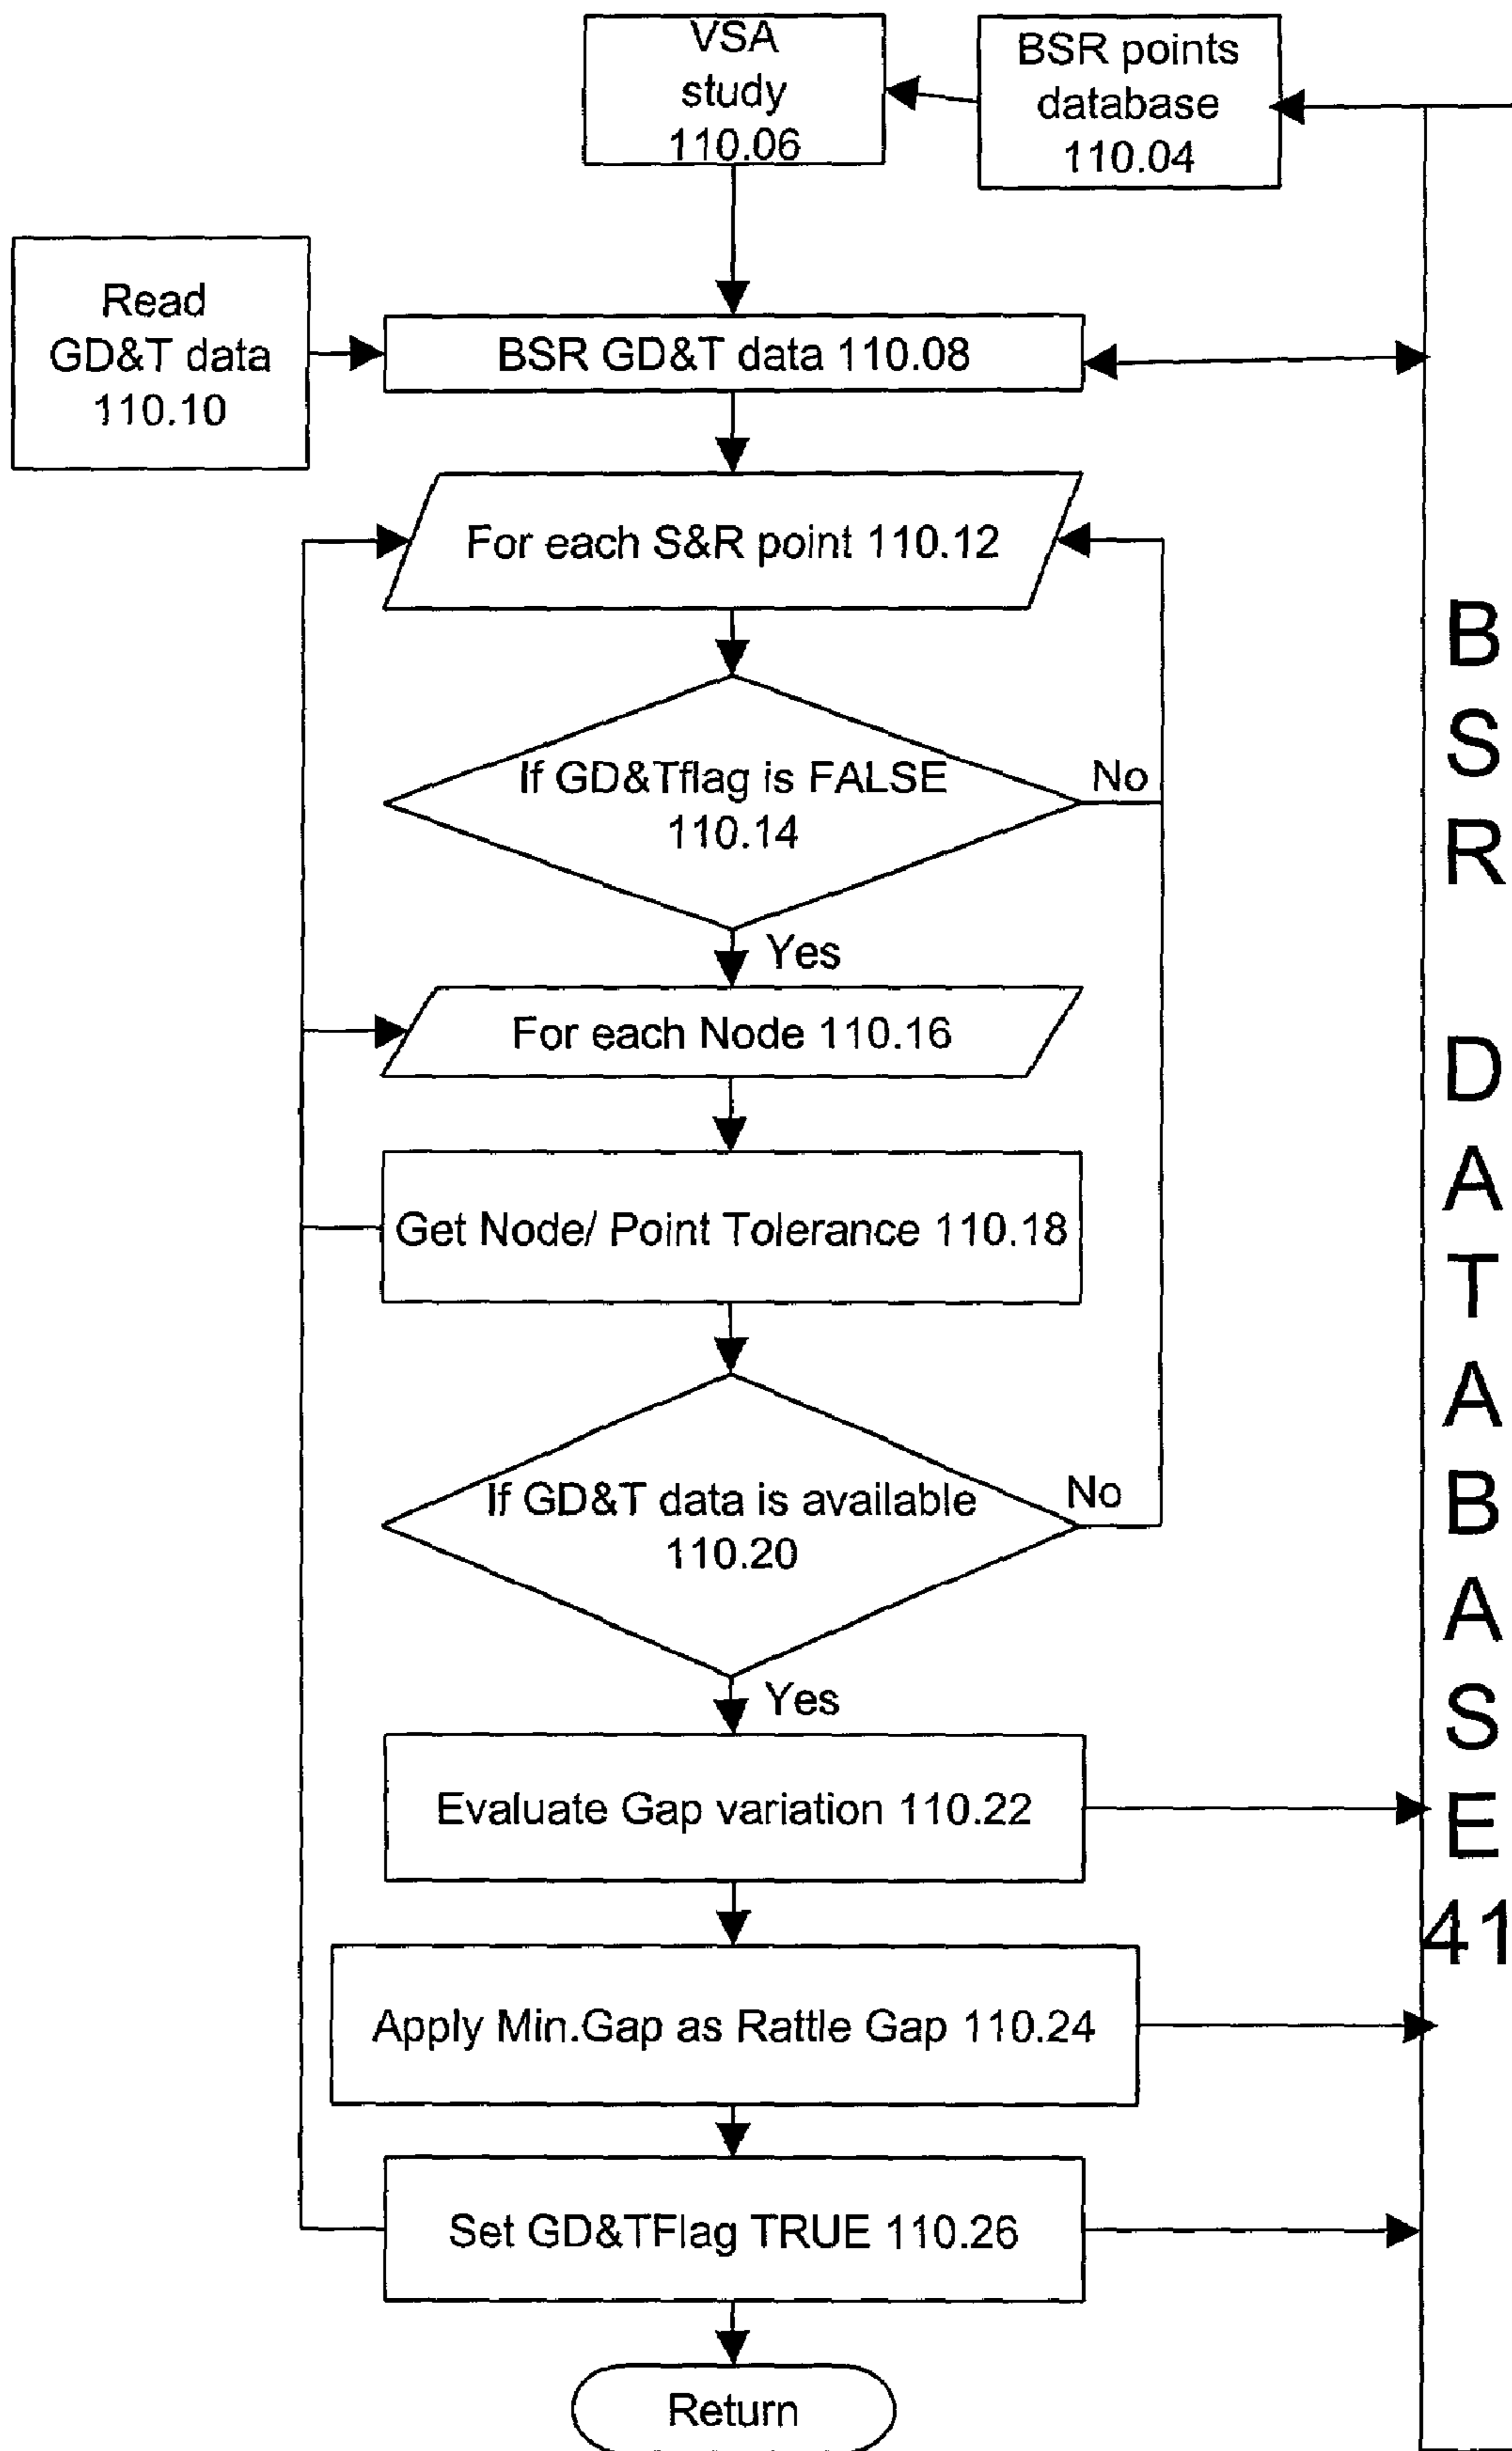 VSA
study
110.06
BSR points
database
110.04
Read
GD&T data
110.10
BSR GD&T data 110.08
For each S&R point 110.12
If GD&Tflag is FALSE
110.14
No
Yes
For each Node 110.16
Get Node/ Point Tolerance 110.18
If GD&T data is available
110.20
No
Yes
Evaluate Gap variation 110.22
Apply Min.Gap as Rattle Gap 110.24
Set GD&TFlag TRUE 110.26
Return
B
S
R
D
A
T
A
B
A
S
E
41